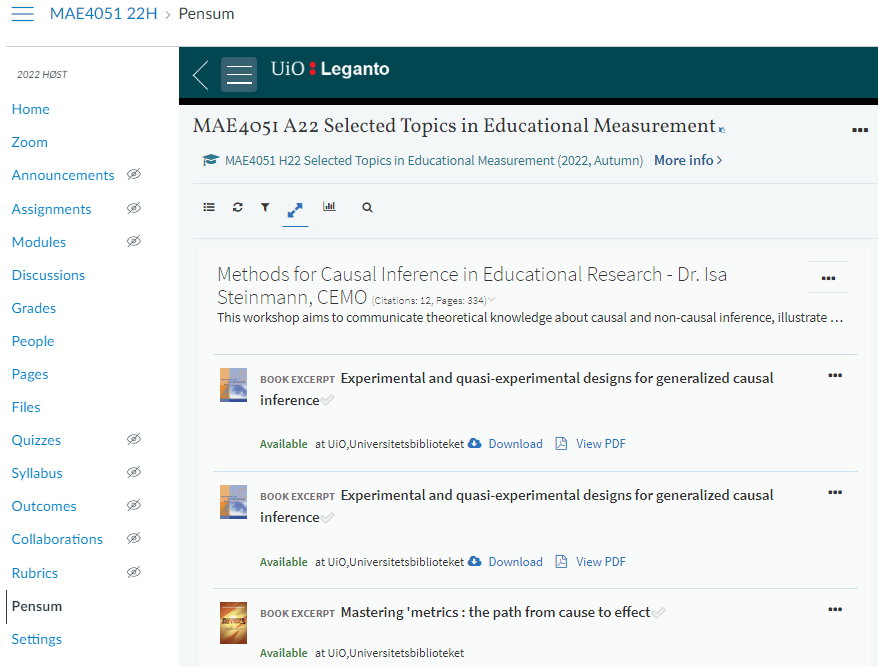 MAE4051 22H › Pensum
2022 HØST
Home
Zoom
Announcements
Assignments
Modules
Discussions
Grades
People
Pages
Files
Quizzes
Syllabus
Outcomes
Collaborations
Rubrics
Pensum
Settings
UiO Leganto
MAE4051 A22 Selected Topics in Educational Measurement
MAE4051 H22 Selected Topics in Educational Measurement (2022, Autumn) More info
Methods for Causal Inference in Educational Research - Dr. Isa
Steinmann, CEMO (Citations: 12, Pages: 334)
This workshop aims to communicate theoretical knowledge about causal and non-causal inference, illustrate ...
BOOK EXCERPT Experimental and quasi-experimental designs for generalized causal
inference
Available at UiO,Universitetsbiblioteket Download View PDF
BOOK EXCERPT Experimental and quasi-experimental designs for generalized causal
inference
Available at UiO,Universitetsbiblioteket Download View PDF
BOOK EXCERPT Mastering 'metrics : the path from cause to effect
Available at UiO,Universitetsbiblioteket